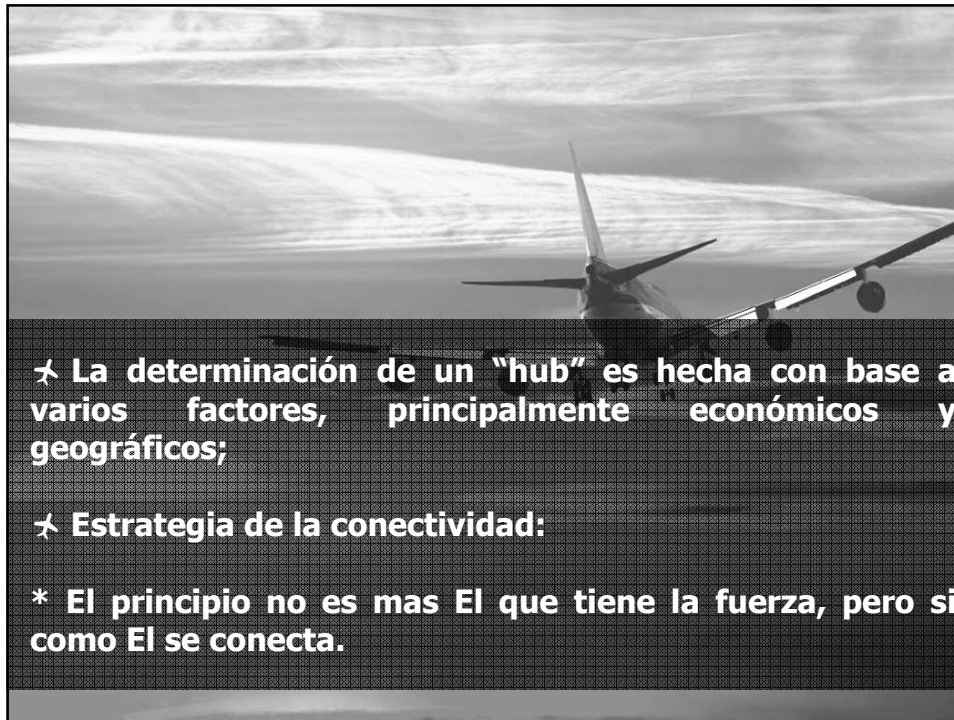 La determinación de un “hub” es hecha con base a
varios factores, principalmente económicos y
geográficos;
Estrategia de la conectividad:
* El principio no es mas El que tiene la fuerza, pero si
como El se conecta.